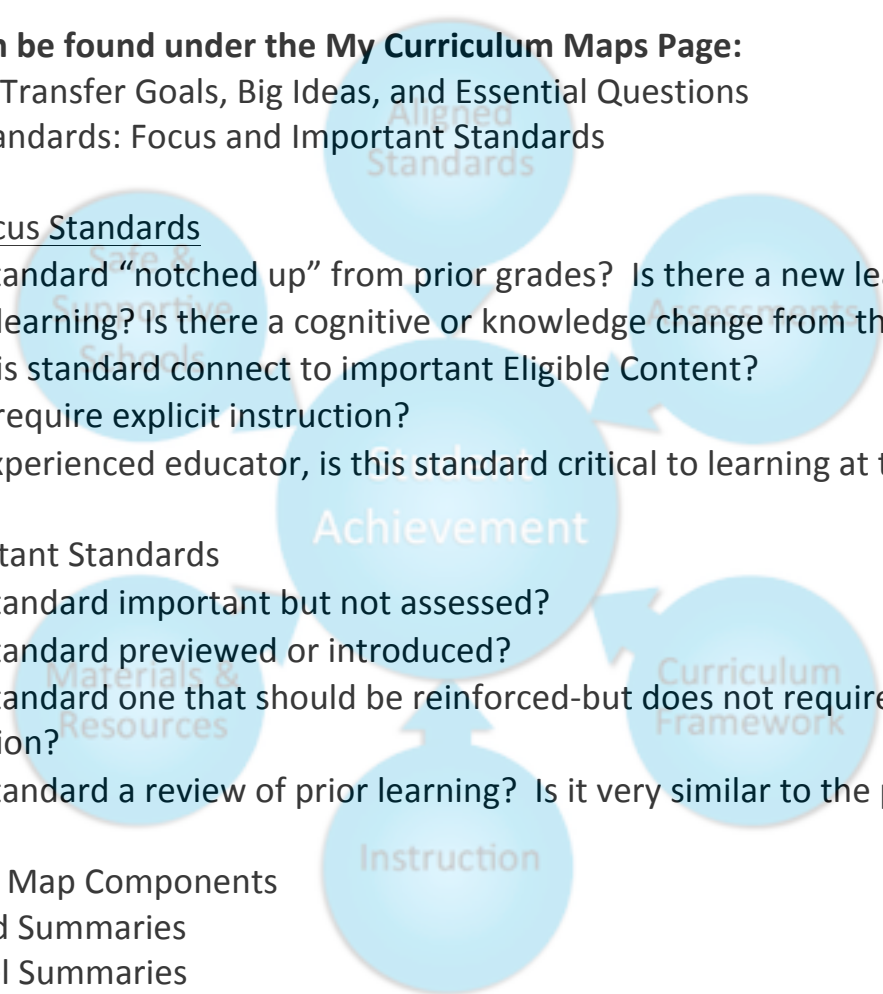 n be found under the My Curriculum Maps Page:
Transfer Goals, Big Ideas, and Essential Questions
andards: Focus and Important Standards
cus Standards
tandard “notched up” from prior grades?  Is there a new lea
learning? Is there a cognitive or knowledge change from th
is standard connect to important Eligible Content?
require explicit instruction?
xperienced educator, is this standard critical to learning at t
tant Standards
tandard important but not assessed?
tandard previewed or introduced?
tandard one that should be reinforced-but does not require
ion?
tandard a review of prior learning?  Is it very similar to the p
Map Components
d Summaries
l Summaries
Aligned
Standards
Safe &
Supportive
Schools
Assessments
Student
Achievement
Materials &
Resources
Curriculum
Framework
Instruction